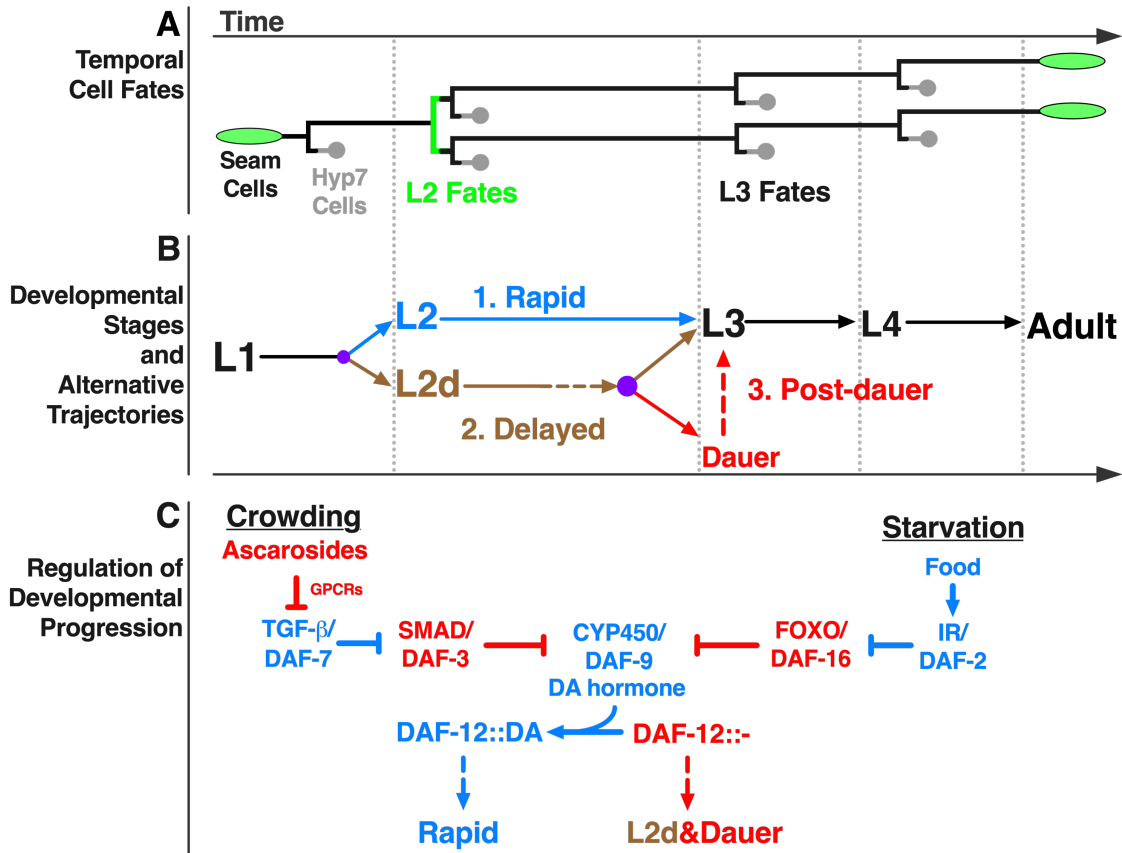 A
Time
Temporal
Cell Fates
Seam
Cells
Hyp7
Cells
L2 Fates
L3 Fates
B
Developmental
Stages
and
Alternative
Trajectories
L1
L2
1. Rapid
L3
L4
Adult
L2d
2. Delayed
3. Post-dauer
Dauer
C
Regulation of
Developmental
Progression
Crowding
Ascarosides
GPCRs
TGF-β/
DAF-7
SMAD/
DAF-3
CYP450/
DAF-9
DA hormone
FOXO/
DAF-16
Starvation
Food
IR/
DAF-2
DAF-12::DA
DAF-12::-
Rapid
L2d&Dauer